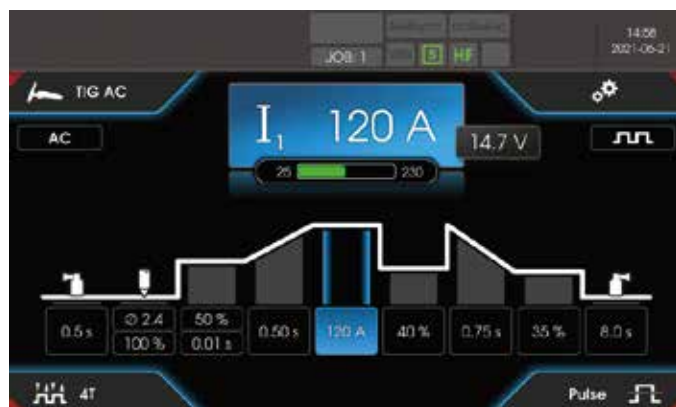 14:58
JOB: 1
S HF
2021-06-21
TIG AC
AC
I₁ 120 A
14.7 V
25 230
0.5 s
∅ 2.4
100 %
50 %
0.01 s
0.50 s
120 A
40 %
0.75 s
35 %
8.0 s
4T
Pulse